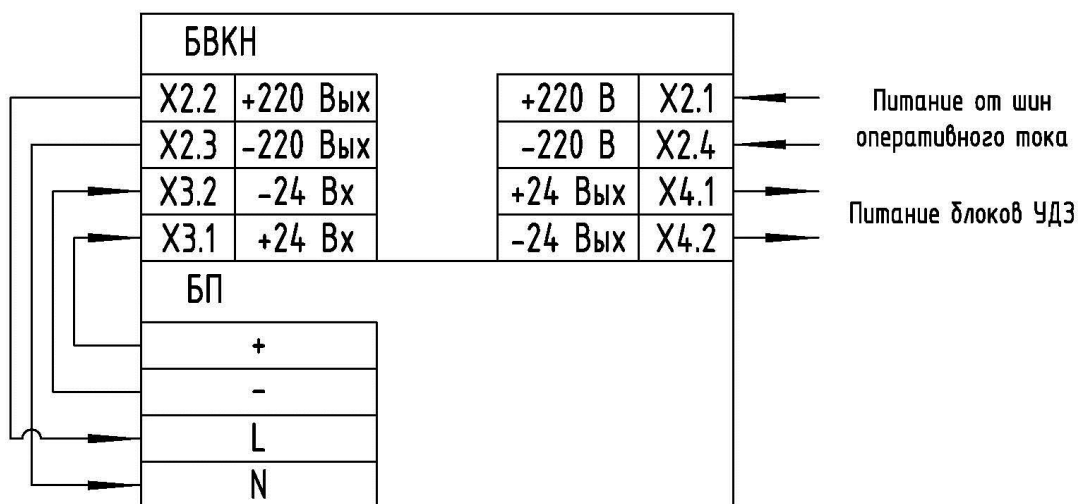 БВКН
X2.2 +220 Вых +220 В X2.1 Питание от шин
X2.3 -220 Вых -220 В X2.4 оперативного тока
X3.2 -24 Вх +24 Вых X4.1
X3.1 +24 Вх -24 Вых X4.2 Питание блоков УДЗ
БП
+
-
L
N